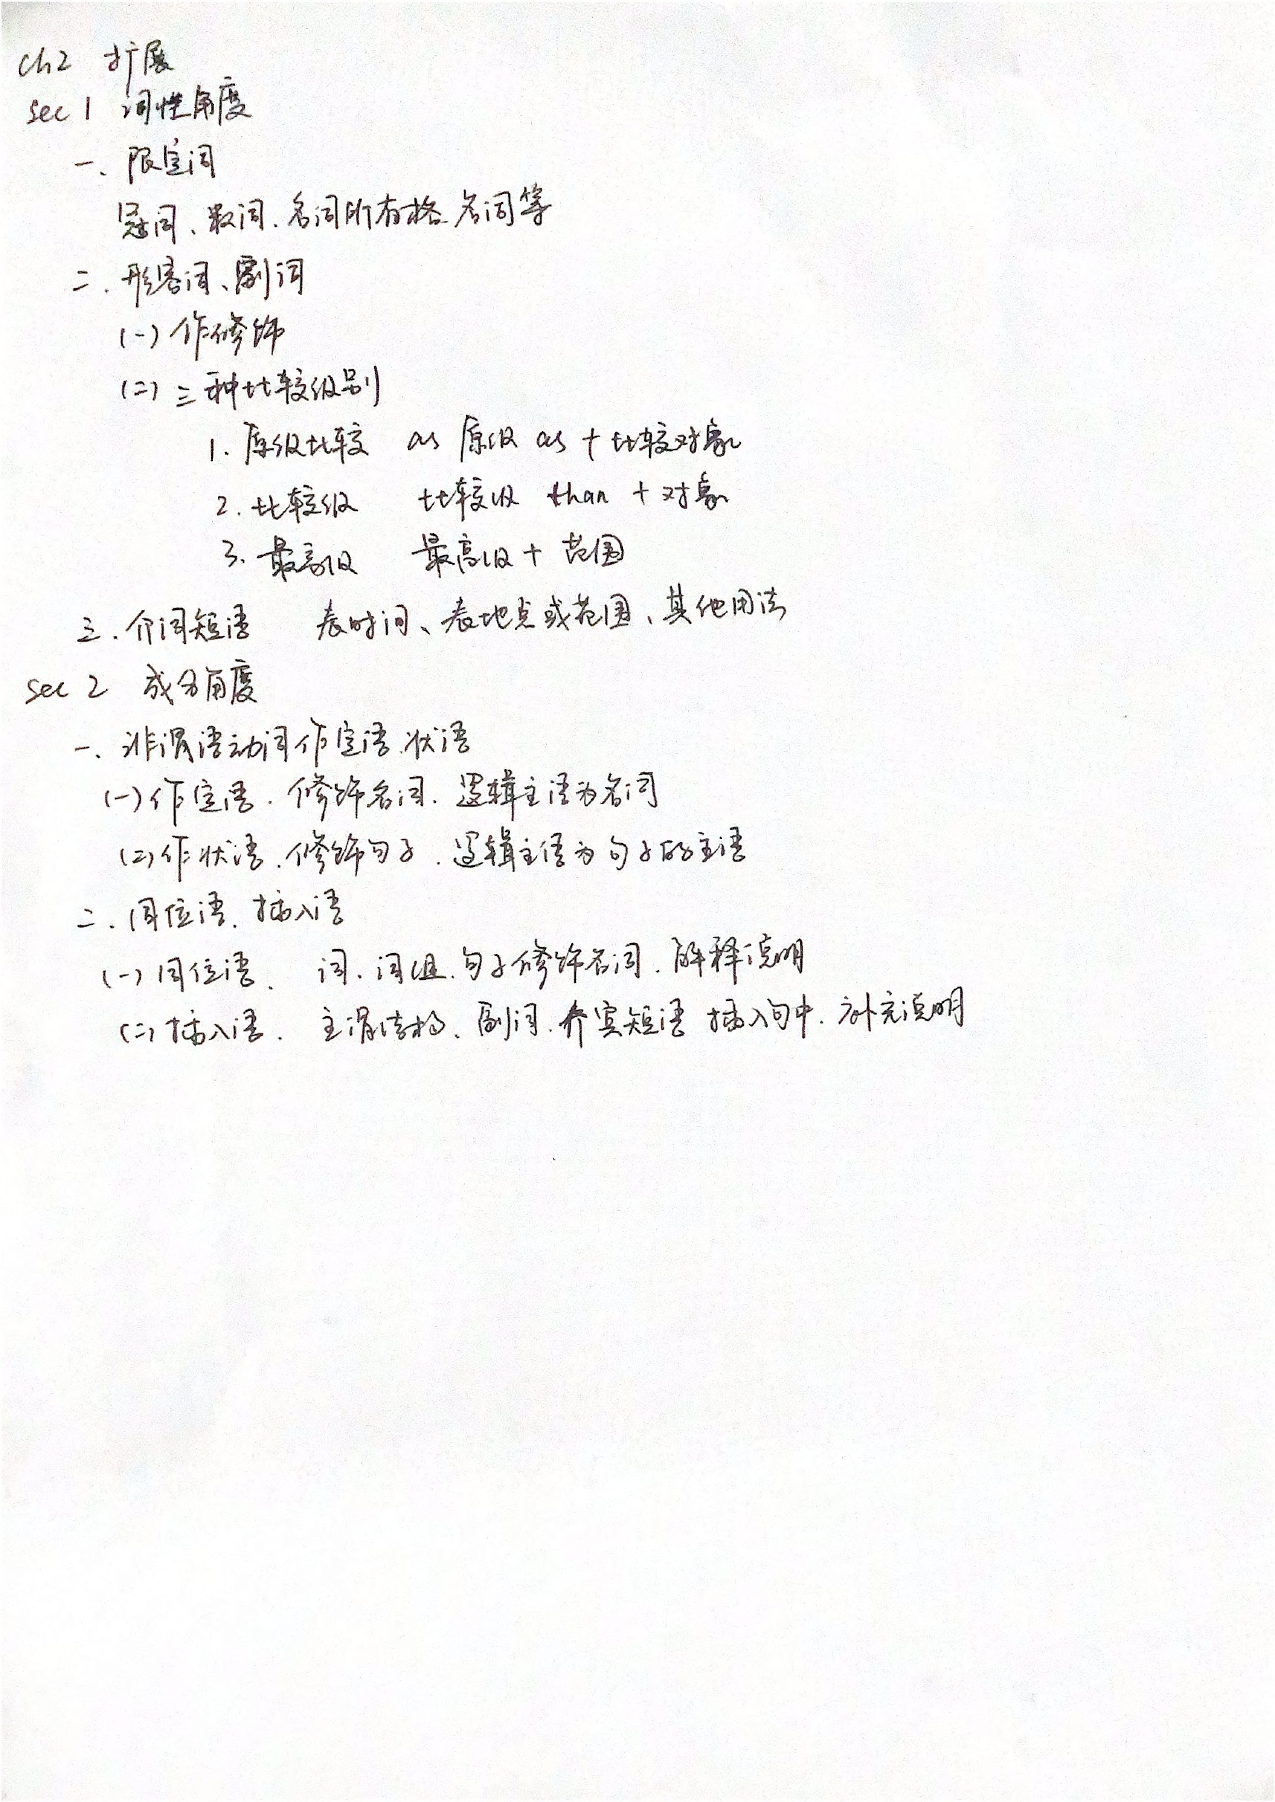 ch2 扩展
sec 1 词性角度
一、限定词
冠词、数词、名词所有格、名词等
二、形容词、副词
(一) 作修饰
(二) 三种比较级别
1. 原级比较 as 原级 as + 比较对象
2. 比较级 比较级 than + 对象
3. 最高级 最高级 + 范围
三、介词短语 表时间、表地点或范围、其他用法
sec 2 成分角度
一、非谓语动词作定语、状语
(一) 作定语、修饰名词、逻辑主语为名词
(二) 作状语、修饰句子、逻辑主语为句子的主语
二、同位语、插入语
(一) 同位语、 词、词组、句子修饰名词、解释说明
(二) 插入语、 主谓结构、副词、介宾短语 插入句中、补充说明